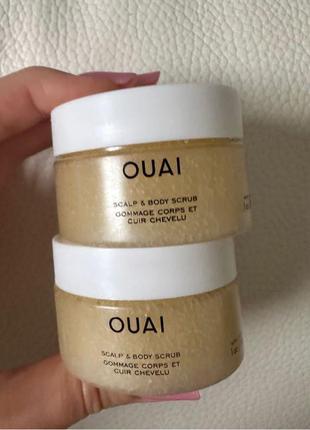 OUAI
SCALP & BODY SCRUB
GOMMAGE CORPS ET
CUIR CHEVELU
OUAI
SCALP & BODY SCRUB
GOMMAGE CORPS ET
CUIR CHEVELU